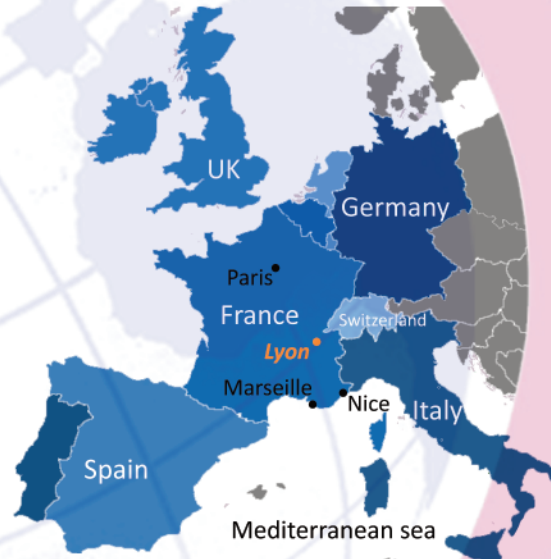 UK
Germany
Paris
France
Switzerland
Lyon
Marseille
Nice
Italy
Spain
Mediterranean sea